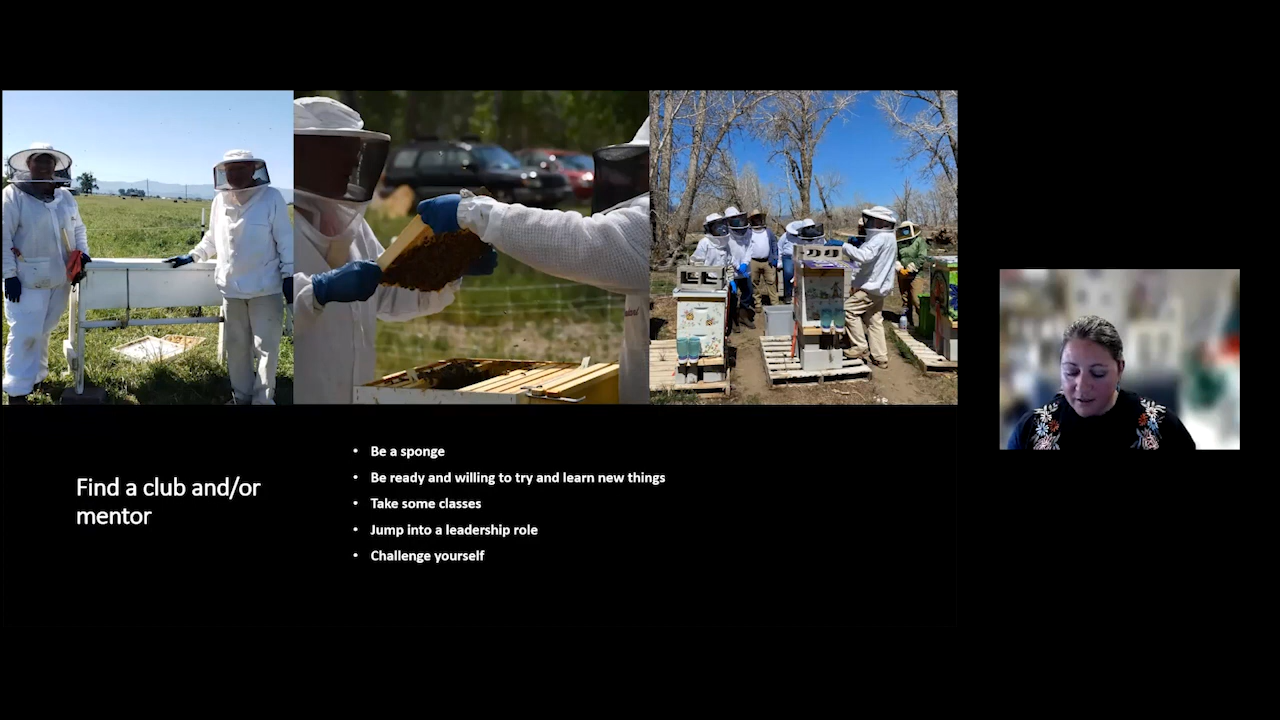 Find a club and/or
mentor
• Be a sponge
• Be ready and willing to try and learn new things
• Take some classes
• Jump into a leadership role
• Challenge yourself